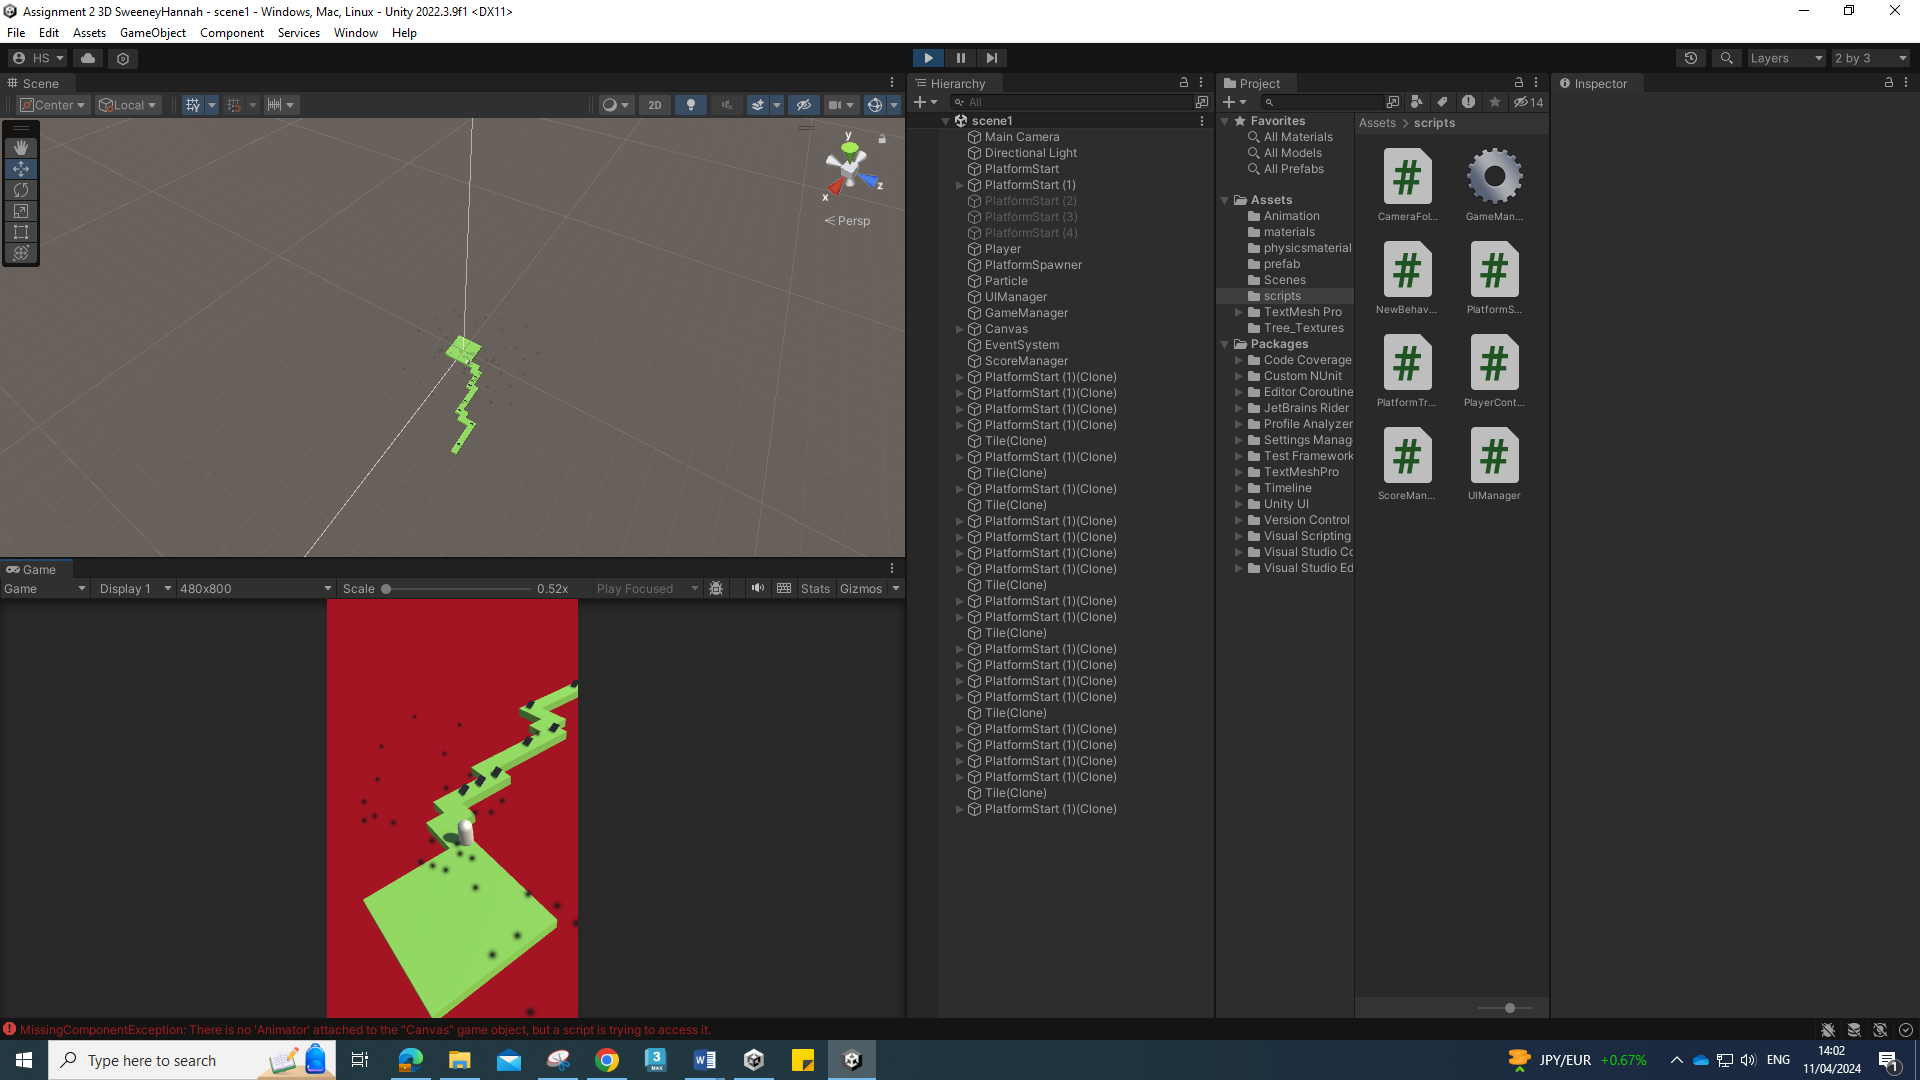 Assignment 2 3D SweeneyHannah - scene1 - Windows, Mac, Linux - Unity 2022.3.9f1 <DX11>
File Edit Assets GameObject Component Services Window Help
HS
Layers
2 by 3
Scene
Center
Local
2D
y
x
z
Persp
Game
Game
Display 1
480x800
Scale
0.52x
Play Focused
Stats
Gizmos
Hierarchy
All
scene1
Main Camera
Directional Light
PlatformStart
PlatformStart (1)
PlatformStart (2)
PlatformStart (3)
PlatformStart (4)
Player
PlatformSpawner
Particle
UIManager
GameManager
Canvas
EventSystem
ScoreManager
PlatformStart (1)(Clone)
PlatformStart (1)(Clone)
PlatformStart (1)(Clone)
PlatformStart (1)(Clone)
Tile(Clone)
PlatformStart (1)(Clone)
Tile(Clone)
PlatformStart (1)(Clone)
Tile(Clone)
PlatformStart (1)(Clone)
PlatformStart (1)(Clone)
PlatformStart (1)(Clone)
PlatformStart (1)(Clone)
Tile(Clone)
PlatformStart (1)(Clone)
PlatformStart (1)(Clone)
Tile(Clone)
PlatformStart (1)(Clone)
PlatformStart (1)(Clone)
PlatformStart (1)(Clone)
PlatformStart (1)(Clone)
Tile(Clone)
PlatformStart (1)(Clone)
PlatformStart (1)(Clone)
PlatformStart (1)(Clone)
PlatformStart (1)(Clone)
Tile(Clone)
PlatformStart (1)(Clone)
Project
14
Favorites
All Materials
All Models
All Prefabs
Assets
Animation
materials
physicsmaterial
prefab
Scenes
scripts
TextMesh Pro
Tree_Textures
Packages
Code Coverage
Custom NUnit
Editor Coroutine
JetBrains Rider
Profile Analyzer
Settings Manag
Test Framework
TextMeshPro
Timeline
Unity UI
Version Control
Visual Scripting
Visual Studio Co
Visual Studio Ed
Assets > scripts
CameraFol... GameMan...
NewBehav... PlatformS...
PlatformTr... PlayerCont...
ScoreMan... UIManager
Inspector
MissingComponentException: There is no 'Animator' attached to the "Canvas" game object, but a script is trying to access it.
Type here to search
3
MAX
W
JPY/EUR +0.67%
ENG
14:02
11/04/2024
1